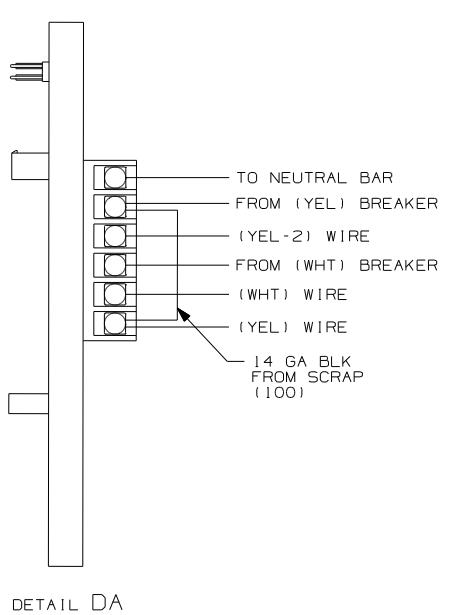 TO NEUTRAL BAR
FROM (YEL) BREAKER
(YEL-2) WIRE
FROM (WHT) BREAKER
(WHT) WIRE
(YEL) WIRE
14 GA BLK
FROM SCRAP
(100)
DETAIL DA